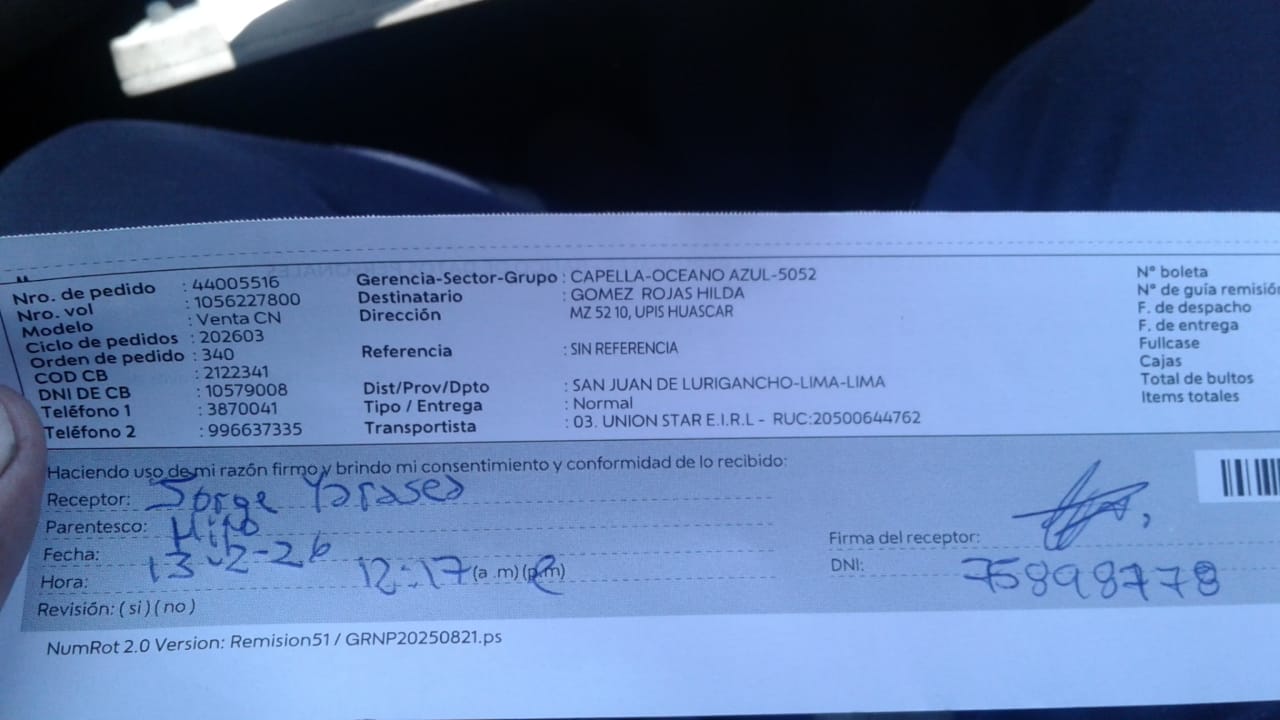 Nro. de pedido : 44005516
Nro. vol : 1056227800
Modelo : Venta CN
Ciclo de pedidos : 202603
Orden de pedido : 340
COD CB : 2122341
DNI DE CB : 10579008
Teléfono 1 : 3870041
Teléfono 2 : 996637335
Gerencia-Sector-Grupo : CAPELLA-OCEANO AZUL-5052
Destinatario : GOMEZ ROJAS HILDA
Dirección MZ 52 10, UPIS HUASCAR
Referencia : SIN REFERENCIA
Dist/Prov/Dpto : SAN JUAN DE LURIGANCHO-LIMA-LIMA
Tipo / Entrega : Normal
Transportista : 03. UNION STAR E.I.R.L - RUC:20500644762
N° boleta
N° de guía remisión
F. de despacho
F. de entrega
Fullcase
Cajas
Total de bultos
Items totales
Haciendo uso de mi razón firmo y brindo mi consentimiento y conformidad de lo recibido:
Receptor: Jorge
Parentesco: Hijo
Fecha: 13-2-26
Hora: 12:17 (a .m) (p.m)
Revisión: ( si ) ( no )
Firma del receptor:
DNI: 75898778
NumRot 2.0 Version: Remision51 / GRNP20250821.ps